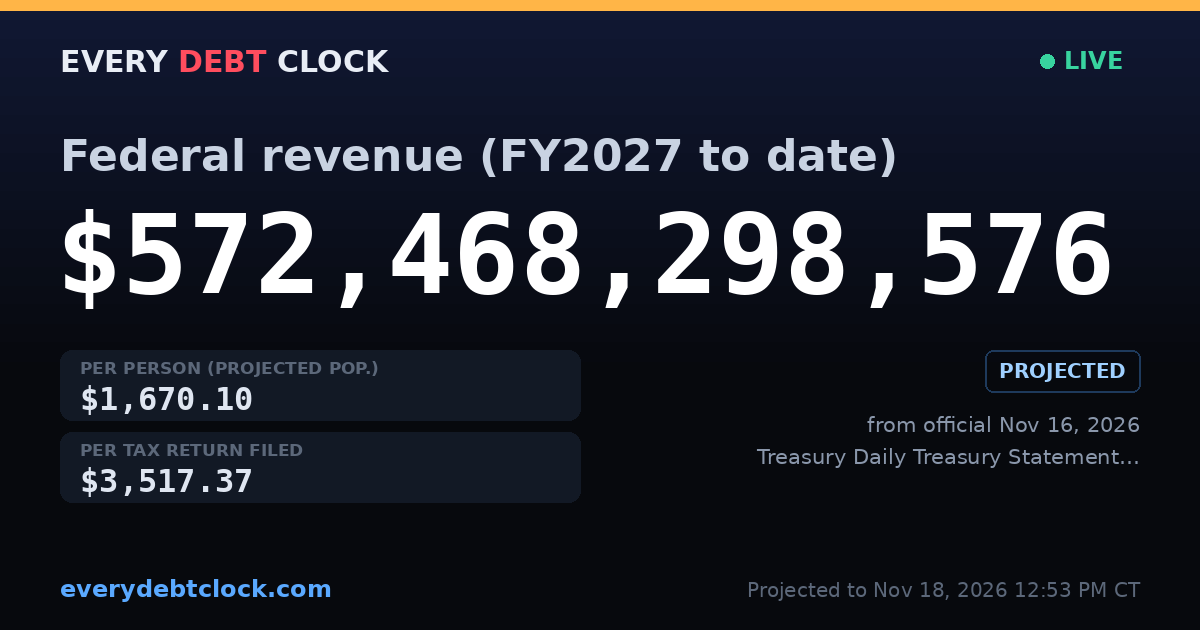 EVERY DEBT CLOCK
LIVE
Federal revenue (FY2027 to date)
$572,468,298,576
PER PERSON (PROJECTED POP.)
$1,670.10
PER TAX RETURN FILED
$3,517.37
PROJECTED
from official Nov 16, 2026
Treasury Daily Treasury Statement…
everydebtclock.com
Projected to Nov 18, 2026 12:53 PM CT